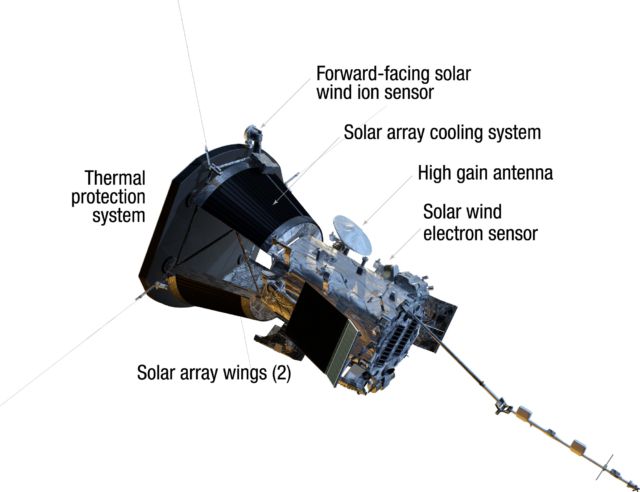 Forward-facing solar
wind ion sensor
Solar array cooling system
High gain antenna
Thermal
protection
system
Solar wind
electron sensor
Solar array wings (2)